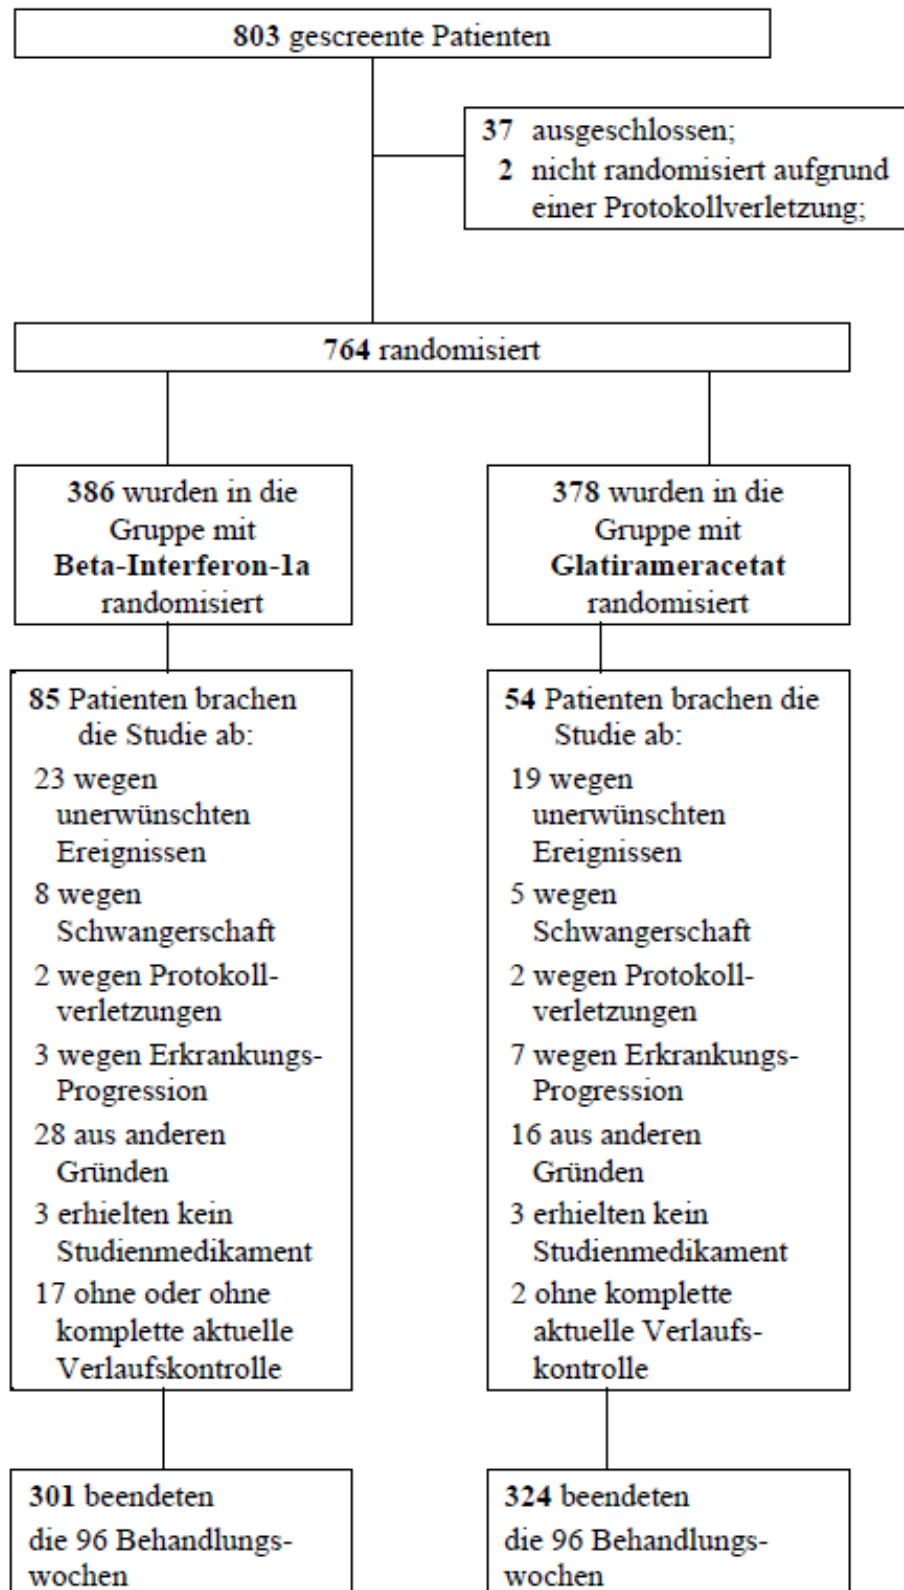 803 gescreente Patienten
37 ausgeschlossen;
2 nicht randomisiert aufgrund
einer Protokollverletzung;
764 randomisiert
386 wurden in die
Gruppe mit
Beta-Interferon-1a
randomisiert
378 wurden in die
Gruppe mit
Glatirameracetat
randomisiert
85 Patienten brachen
die Studie ab:
23 wegen
unerwünschten
Ereignissen
8 wegen
Schwangerschaft
2 wegen Protokoll-
verletzungen
3 wegen Erkrankungs-
Progression
28 aus anderen
Gründen
3 erhielten kein
Studienmedikament
17 ohne oder ohne
komplette aktuelle
Verlaufskontrolle
54 Patienten brachen die
Studie ab:
19 wegen
unerwünschten
Ereignissen
5 wegen
Schwangerschaft
2 wegen Protokoll-
verletzungen
7 wegen Erkrankungs-
Progression
16 aus anderen
Gründen
3 erhielten kein
Studienmedikament
2 ohne komplette
aktuelle Verlaufs-
kontrolle
301 beendeten
die 96 Behandlungs-
wochen
324 beendeten
die 96 Behandlungs-
wochen